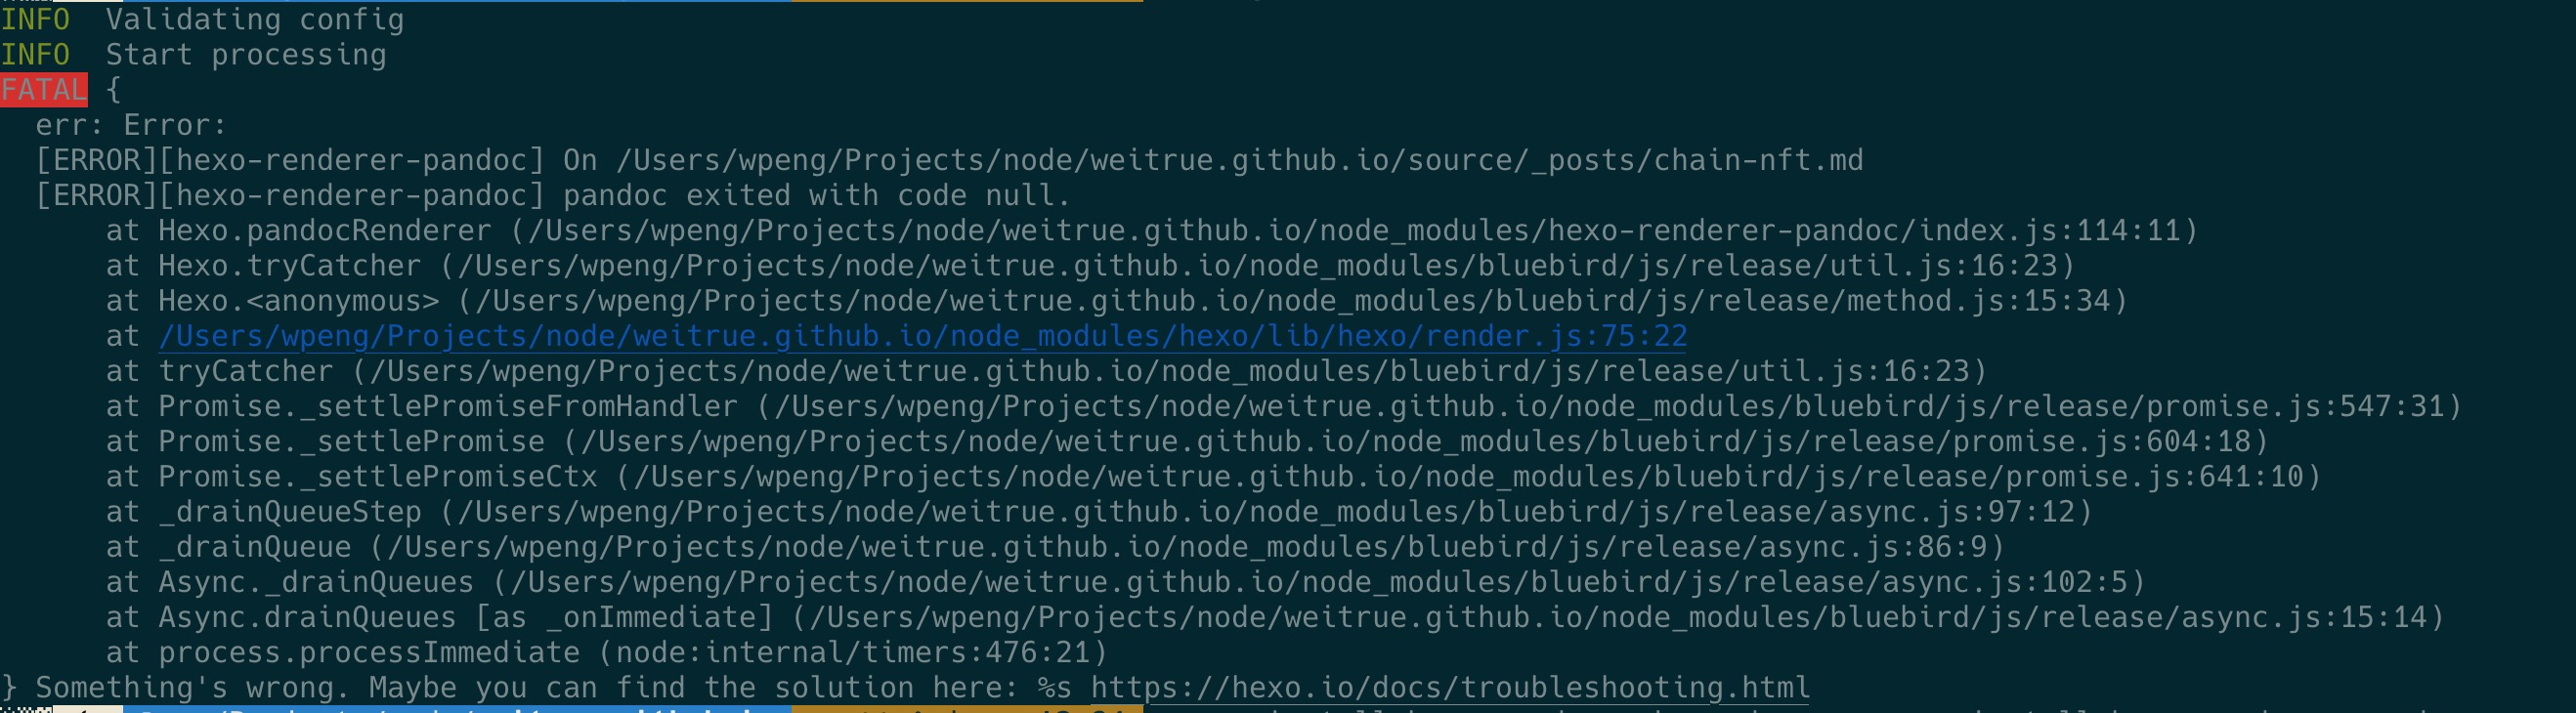 INFO  Validating config
INFO  Start processing
FATAL {
  err: Error:
  [ERROR][hexo-renderer-pandoc] On /Users/wpeng/Projects/node/weitrue.github.io/source/_posts/chain-nft.md
  [ERROR][hexo-renderer-pandoc] pandoc exited with code null.
      at Hexo.pandocRenderer (/Users/wpeng/Projects/node/weitrue.github.io/node_modules/hexo-renderer-pandoc/index.js:114:11)
      at Hexo.tryCatcher (/Users/wpeng/Projects/node/weitrue.github.io/node_modules/bluebird/js/release/util.js:16:23)
      at Hexo.<anonymous> (/Users/wpeng/Projects/node/weitrue.github.io/node_modules/bluebird/js/release/method.js:15:34)
      at /Users/wpeng/Projects/node/weitrue.github.io/node_modules/hexo/lib/hexo/render.js:75:22
      at tryCatcher (/Users/wpeng/Projects/node/weitrue.github.io/node_modules/bluebird/js/release/util.js:16:23)
      at Promise._settlePromiseFromHandler (/Users/wpeng/Projects/node/weitrue.github.io/node_modules/bluebird/js/release/promise.js:547:31)
      at Promise._settlePromise (/Users/wpeng/Projects/node/weitrue.github.io/node_modules/bluebird/js/release/promise.js:604:18)
      at Promise._settlePromiseCtx (/Users/wpeng/Projects/node/weitrue.github.io/node_modules/bluebird/js/release/promise.js:641:10)
      at _drainQueueStep (/Users/wpeng/Projects/node/weitrue.github.io/node_modules/bluebird/js/release/async.js:97:12)
      at _drainQueue (/Users/wpeng/Projects/node/weitrue.github.io/node_modules/bluebird/js/release/async.js:86:9)
      at Async._drainQueues (/Users/wpeng/Projects/node/weitrue.github.io/node_modules/bluebird/js/release/async.js:102:5)
      at Async.drainQueues [as _onImmediate] (/Users/wpeng/Projects/node/weitrue.github.io/node_modules/bluebird/js/release/async.js:15:14)
      at process.processImmediate (node:internal/timers:476:21)
} Something's wrong. Maybe you can find the solution here: %s https://hexo.io/docs/troubleshooting.html